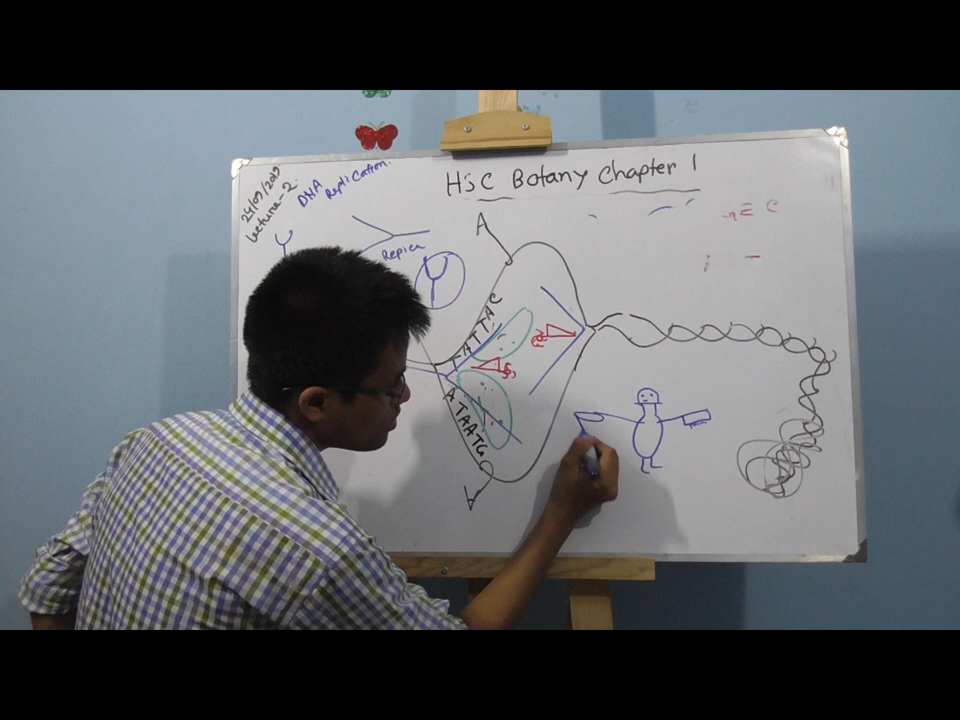 HSC Botany Chapter 1
24/09/2019
Lecture-2
DNA
Replication.
Replica
A
TATTAC
ATAATG